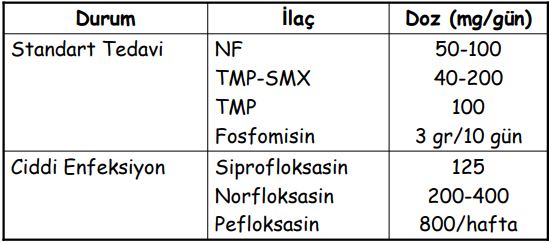 Durum İlaç Doz (mg/gün)
Standart Tedavi NF 50-100
TMP-SMX 40-200
TMP 100
Fosfomisin 3 gr/10 gün
Ciddi Enfeksiyon Siprofloksasin 125
Norfloksasin 200-400
Pefloksasin 800/hafta